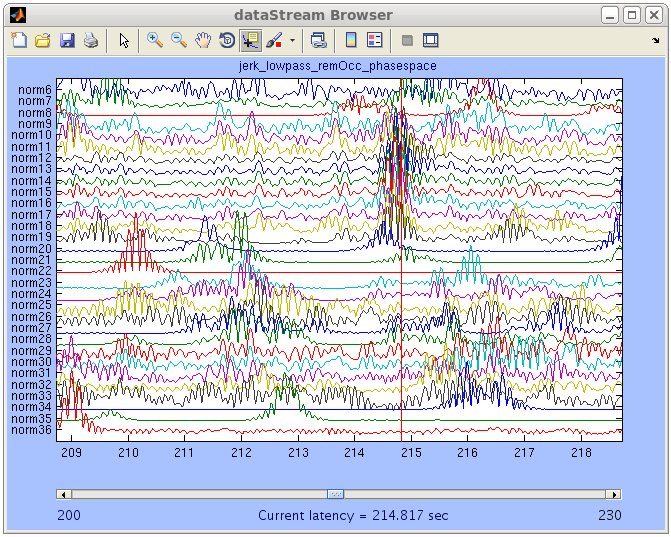 dataStream Browser
jerk_lowpass_remOcc_phasespace
norm6
norm7
norm8
norm9
norm10
norm11
norm12
norm13
norm14
norm15
norm16
norm17
norm18
norm19
norm20
norm21
norm22
norm23
norm24
norm25
norm26
norm27
norm28
norm29
norm30
norm31
norm32
norm33
norm34
norm35
norm36
209 210 211 212 213 214 215 216 217 218
200 Current latency = 214.817 sec 230